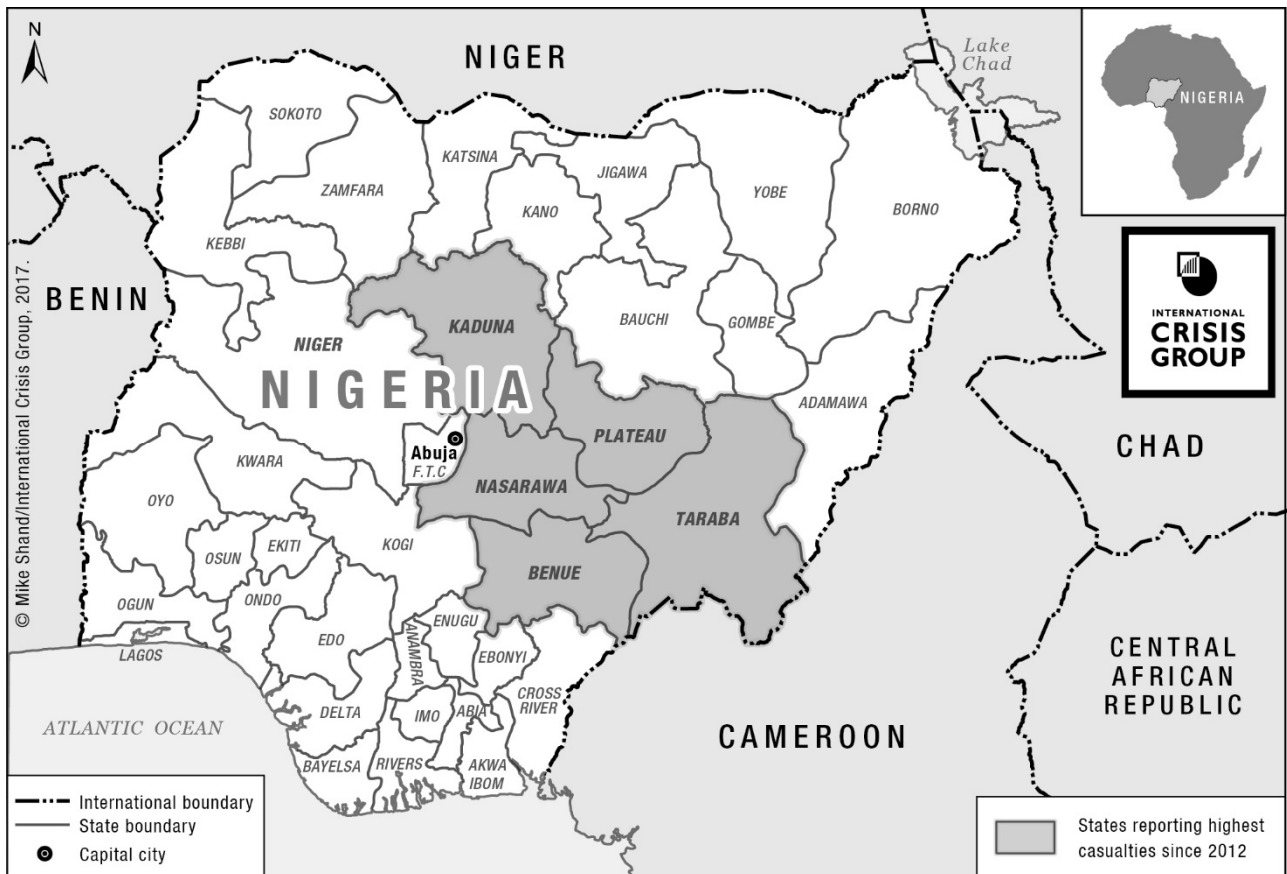 N
NIGER
Lake
Chad
NIGERIA
SOKOTO
KATSINA
JIGAWA
ZAMFARA
YOBE
KANO
BORNO
KEBBI
BENIN
KADUNA
BAUCHI
GOMBE
NIGER
NIGERIA
ADAMAWA
INTERNATIONAL
CRISIS
GROUP
CHAD
PLATEAU
Abuja
F.T.C
KWARA
NASARAWA
TARABA
OYO
OSUN
EKITI
KOGI
BENUE
OGUN
ONDO
EDO
ENUGU
ANAMBRA
EBONYI
LAGOS
CROSS
RIVER
DELTA
IMO
ABIA
BAYELSA
RIVERS
AKWA
IBOM
ATLANTIC OCEAN
CAMEROON
CENTRAL
AFRICAN
REPUBLIC
© Mike Shand/International Crisis Group, 2017.
International boundary
State boundary
Capital city
States reporting highest
casualties since 2012